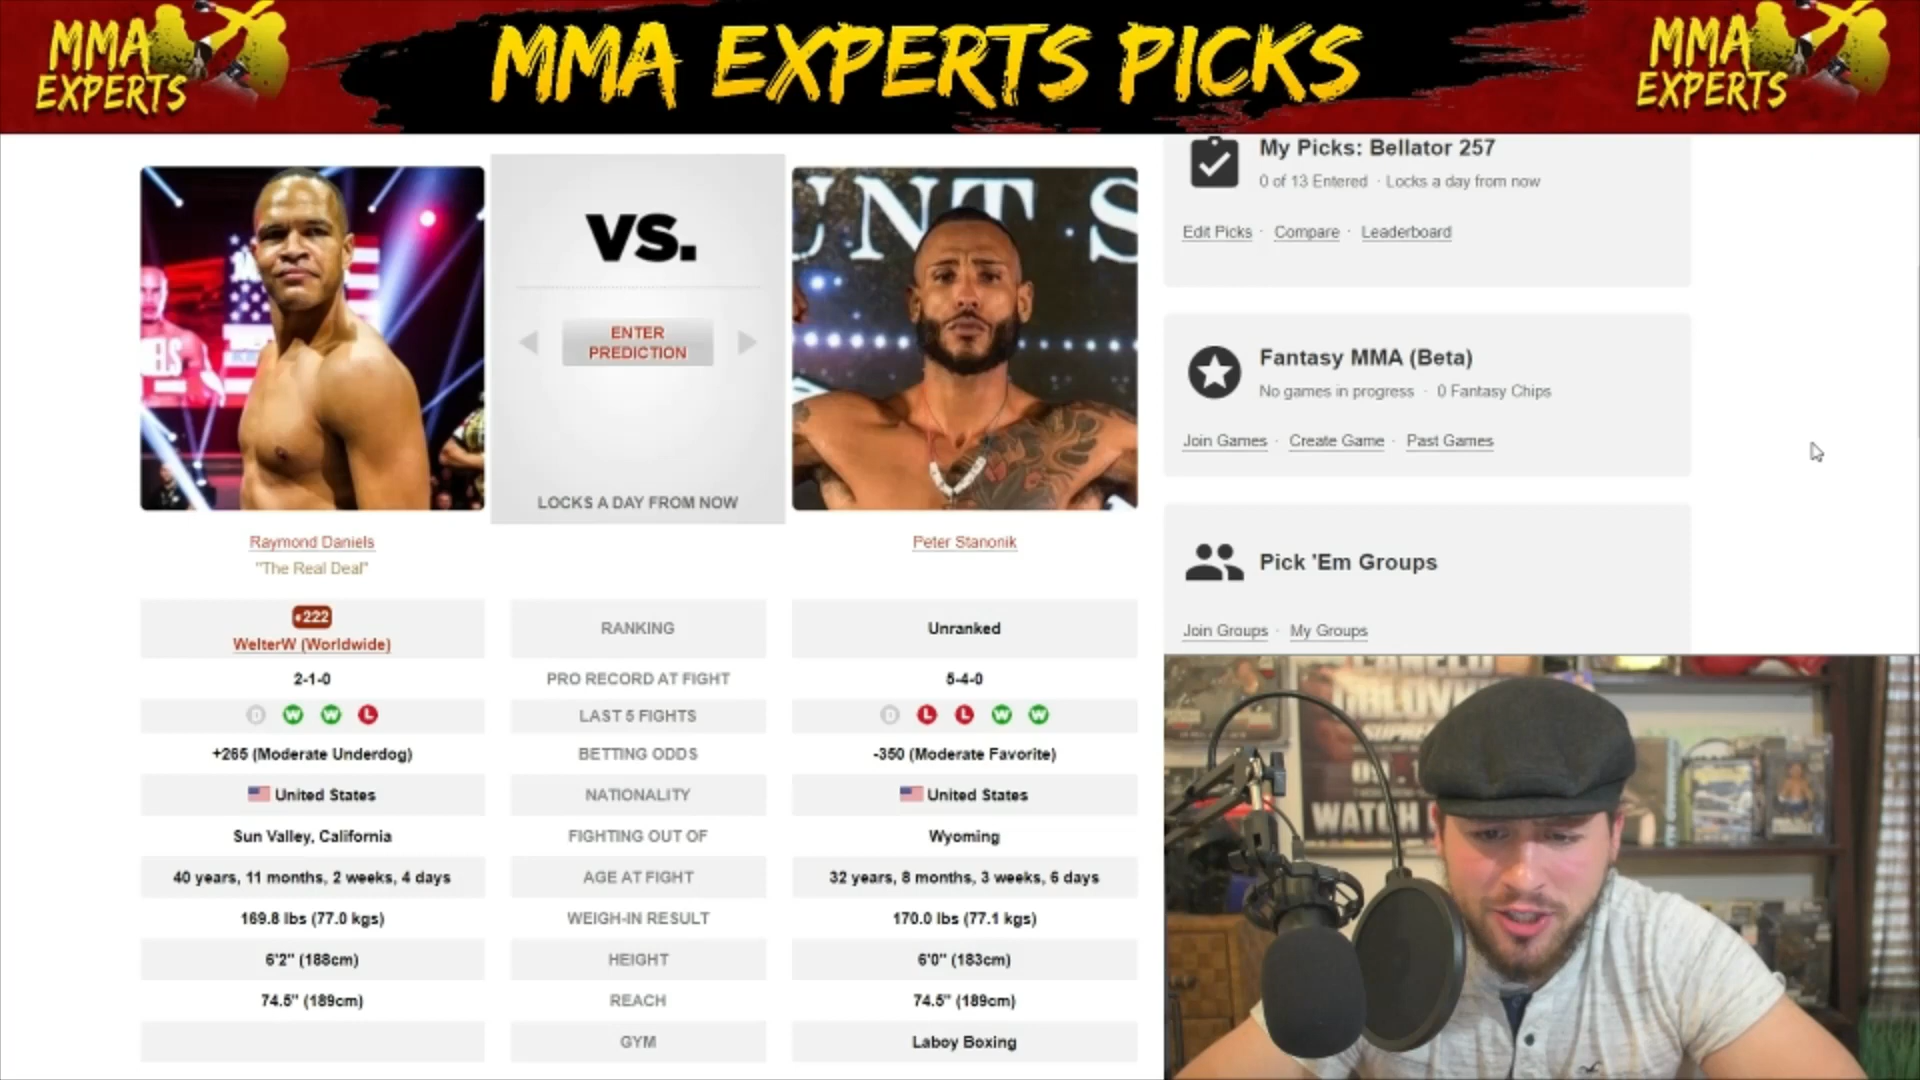 MMA
EXPERTS
MMA EXPERTS PICKS
MMA
EXPERTS
UNT S
VS.
ENTER
PREDICTION
LOCKS A DAY FROM NOW
Raymond Daniels
"The Real Deal"
Peter Stanonik
222
WelterW (Worldwide)
RANKING
Unranked
2-1-0
PRO RECORD AT FIGHT
5-4-0
D W W L
LAST 5 FIGHTS
D L L W W
+265 (Moderate Underdog)
BETTING ODDS
-350 (Moderate Favorite)
United States
NATIONALITY
United States
Sun Valley, California
FIGHTING OUT OF
Wyoming
40 years, 11 months, 2 weeks, 4 days
AGE AT FIGHT
32 years, 8 months, 3 weeks, 6 days
169.8 lbs (77.0 kgs)
WEIGH-IN RESULT
170.0 lbs (77.1 kgs)
6'2" (188cm)
HEIGHT
6'0" (183cm)
74.5" (189cm)
REACH
74.5" (189cm)
GYM
Laboy Boxing
My Picks: Bellator 257
0 of 13 Entered · Locks a day from now
Edit Picks · Compare · Leaderboard
Fantasy MMA (Beta)
No games in progress · 0 Fantasy Chips
Join Games · Create Game · Past Games
Pick 'Em Groups
Join Groups · My Groups
WATCH